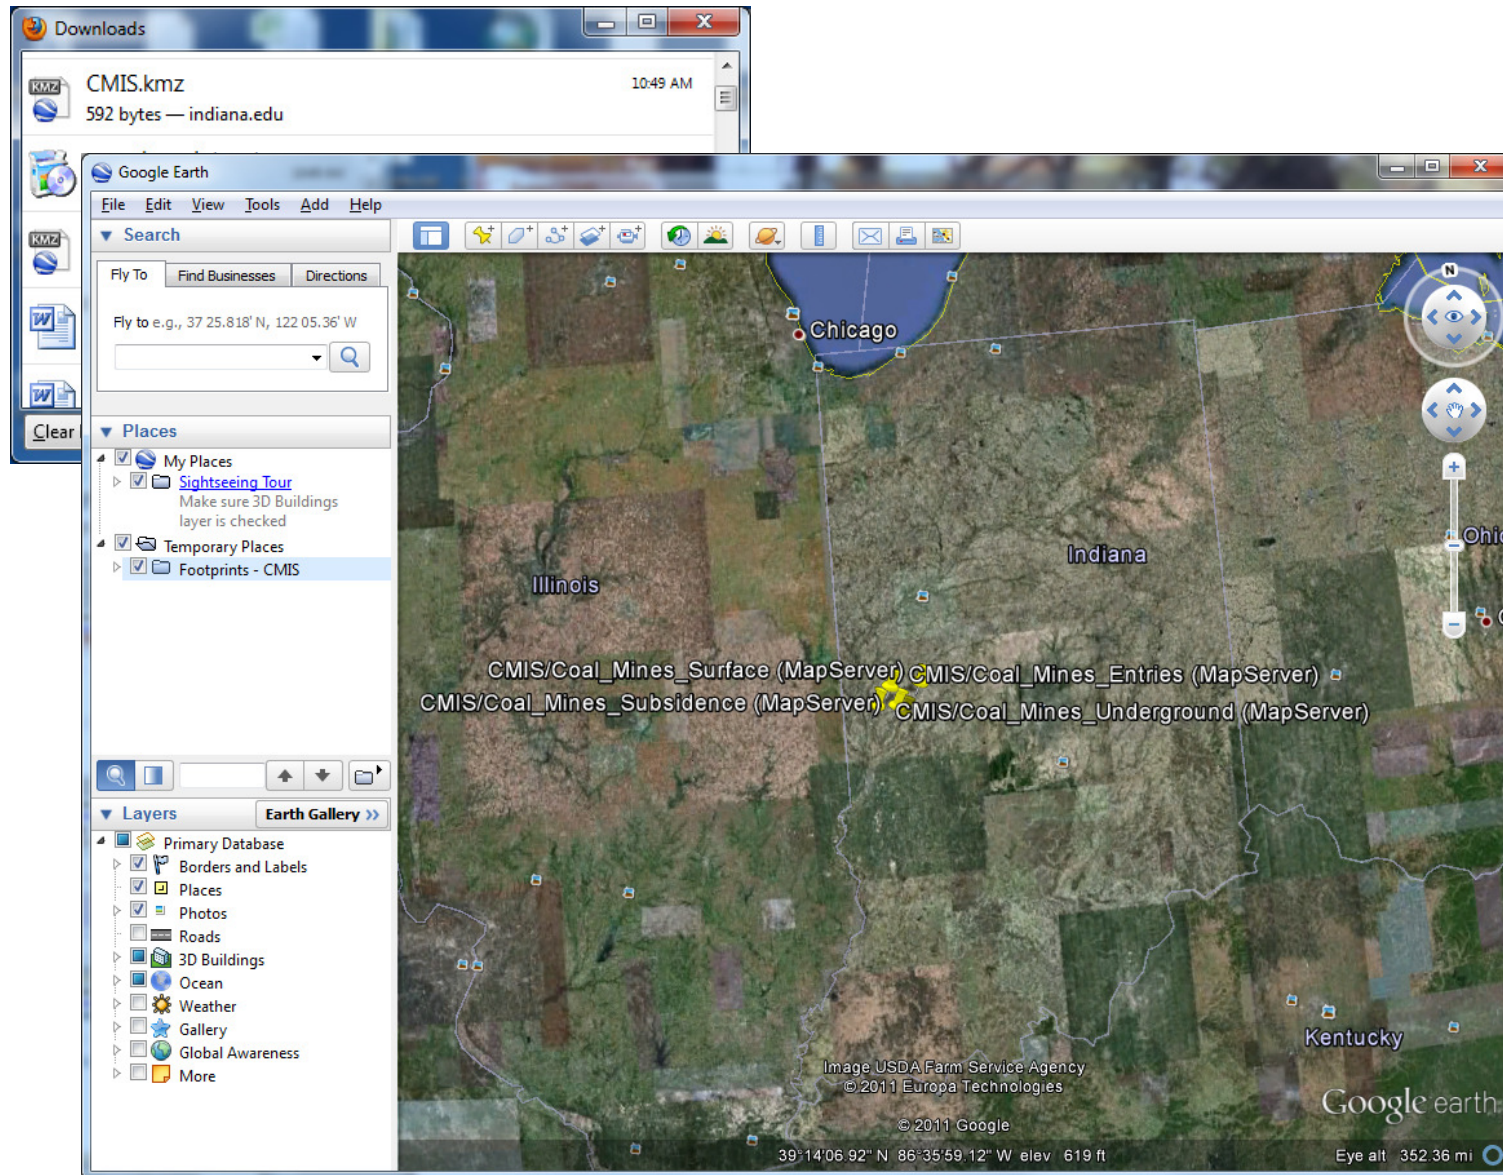 Downloads
CMIS.kmz
10:49 AM
592 bytes — indiana.edu
Clear
Google Earth
File Edit View Tools Add Help
Search
Fly To Find Businesses Directions
Fly to e.g., 37 25.818' N, 122 05.36' W
Places
My Places
Sightseeing Tour
Make sure 3D Buildings
layer is checked
Temporary Places
Footprints - CMIS
Layers
Earth Gallery >>
Primary Database
Borders and Labels
Places
Photos
Roads
3D Buildings
Ocean
Weather
Gallery
Global Awareness
More
N
Chicago
Indiana
Illinois
CMIS/Coal_Mines_Surface (MapServer)
CMIS/Coal_Mines_Entries (MapServer)
CMIS/Coal_Mines_Subsidence (MapServer)
CMIS/Coal_Mines_Underground (MapServer)
Kentucky
Image USDA Farm Service Agency
© 2011 Europa Technologies
© 2011 Google
Google earth
39°14'06.92" N 86°35'59.12" W elev 619 ft
Eye alt 352.36 mi